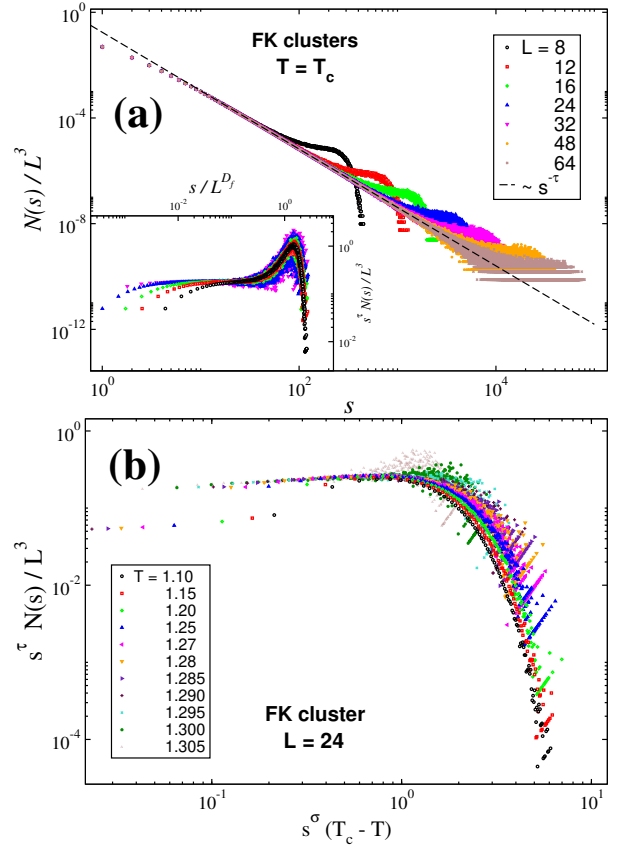 FK clusters
T = T_c
(a)
L = 8
12
16
24
32
48
64
~ s^-τ
N(s) / L^3
10^0
10^-4
10^-8
10^-12
s / L^D_f
10^-4
10^-2
10^0
s^τ N(s) / L^3
10^0
10^-2
10^0
10^2
10^4
s
(b)
s^τ N(s) / L^3
10^0
10^-2
10^-4
T = 1.10
1.15
1.20
1.25
1.27
1.28
1.285
1.290
1.295
1.300
1.305
FK cluster
L = 24
10^-1
10^0
10^1
s^σ (T_c - T)